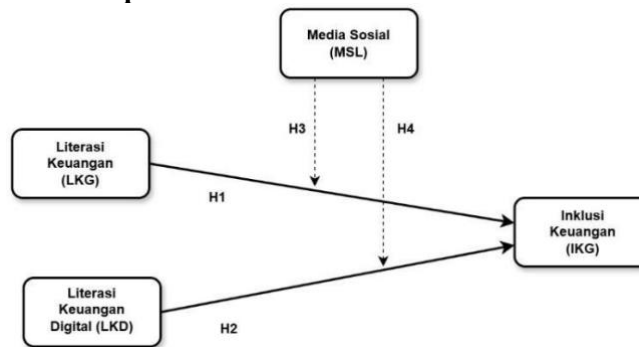 Media Sosial
(MSL)
H3
H4
Literasi
Keuangan
(LKG)
H1
Inklusi
Keuangan
(IKG)
Literasi
Keuangan
Digital (LKD)
H2